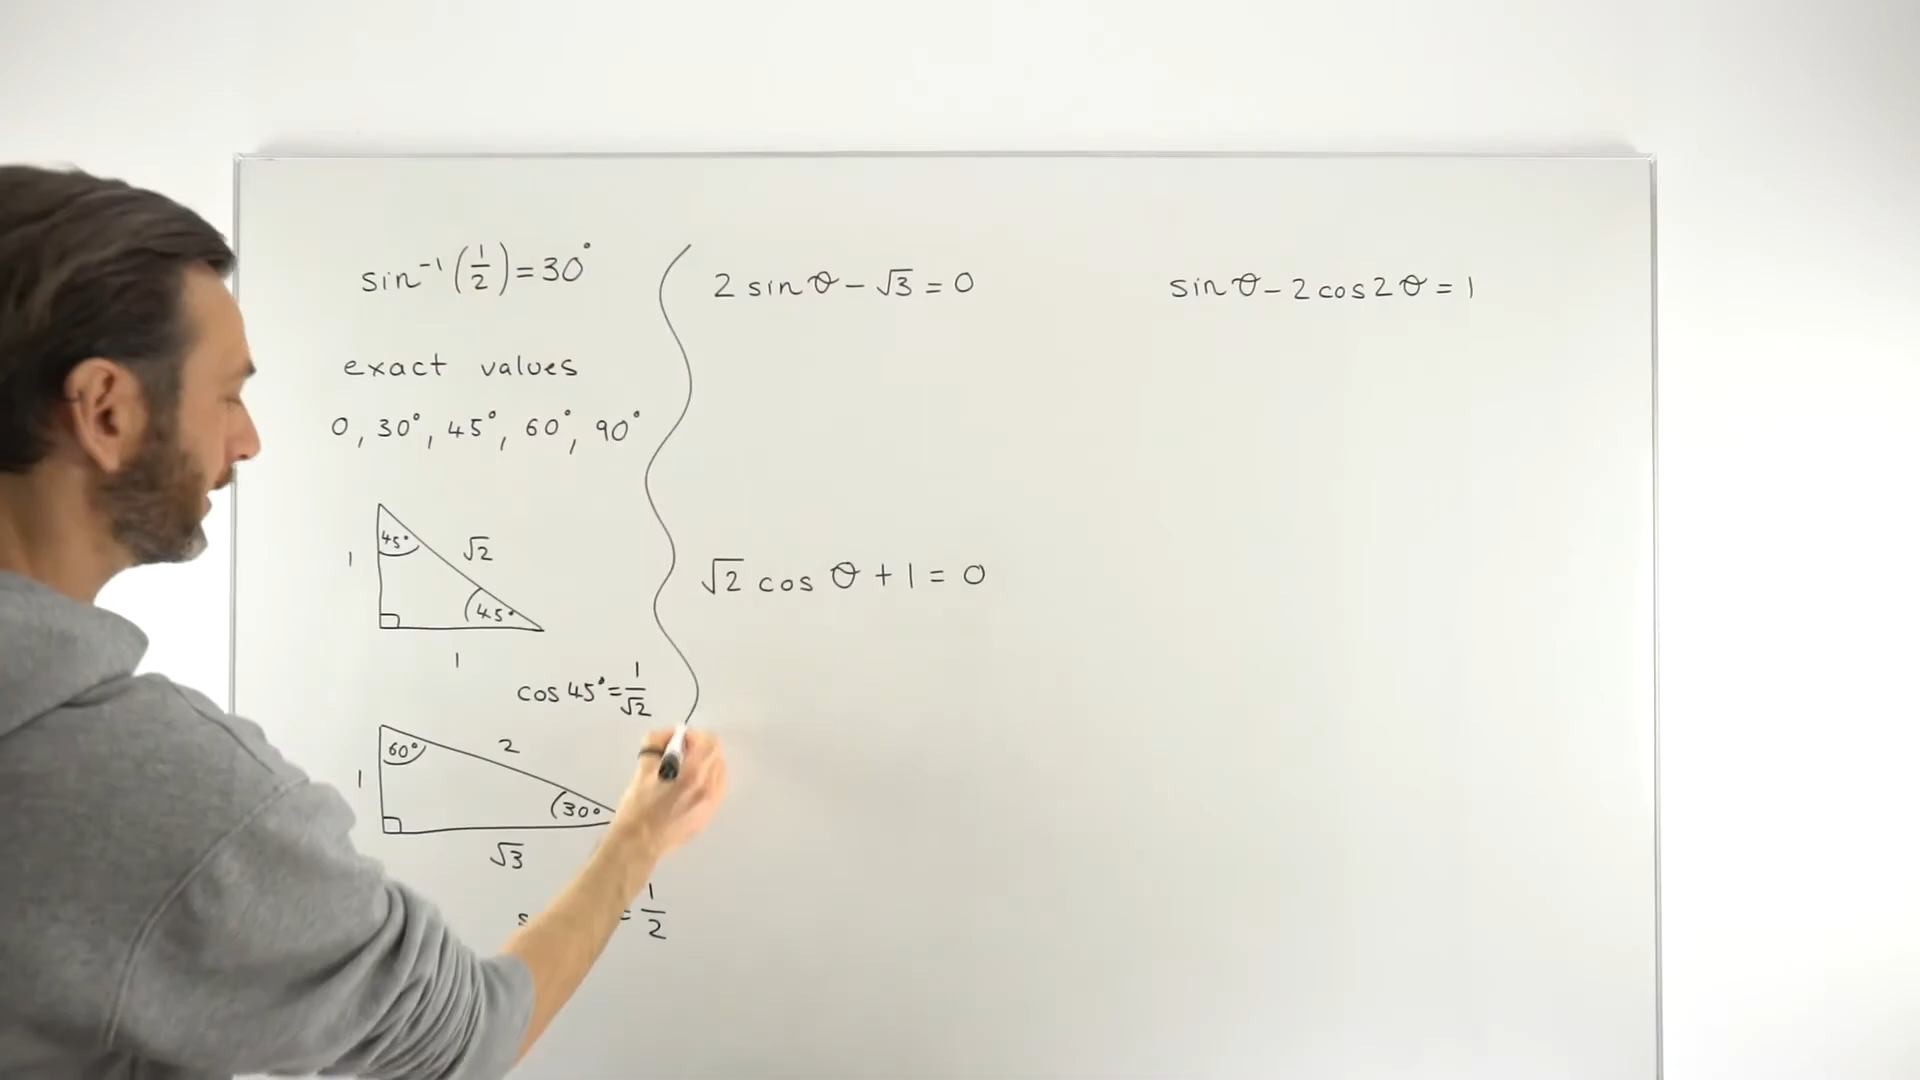 sin⁻¹(1/2) = 30°
exact values
0, 30°, 45°, 60°, 90°
45°
√2
1
45°
1
cos 45° = 1/√2
60°
2
1
30°
√3
= 1/2
2 sin θ − √3 = 0
√2 cos θ + 1 = 0
sin θ − 2 cos 2θ = 1